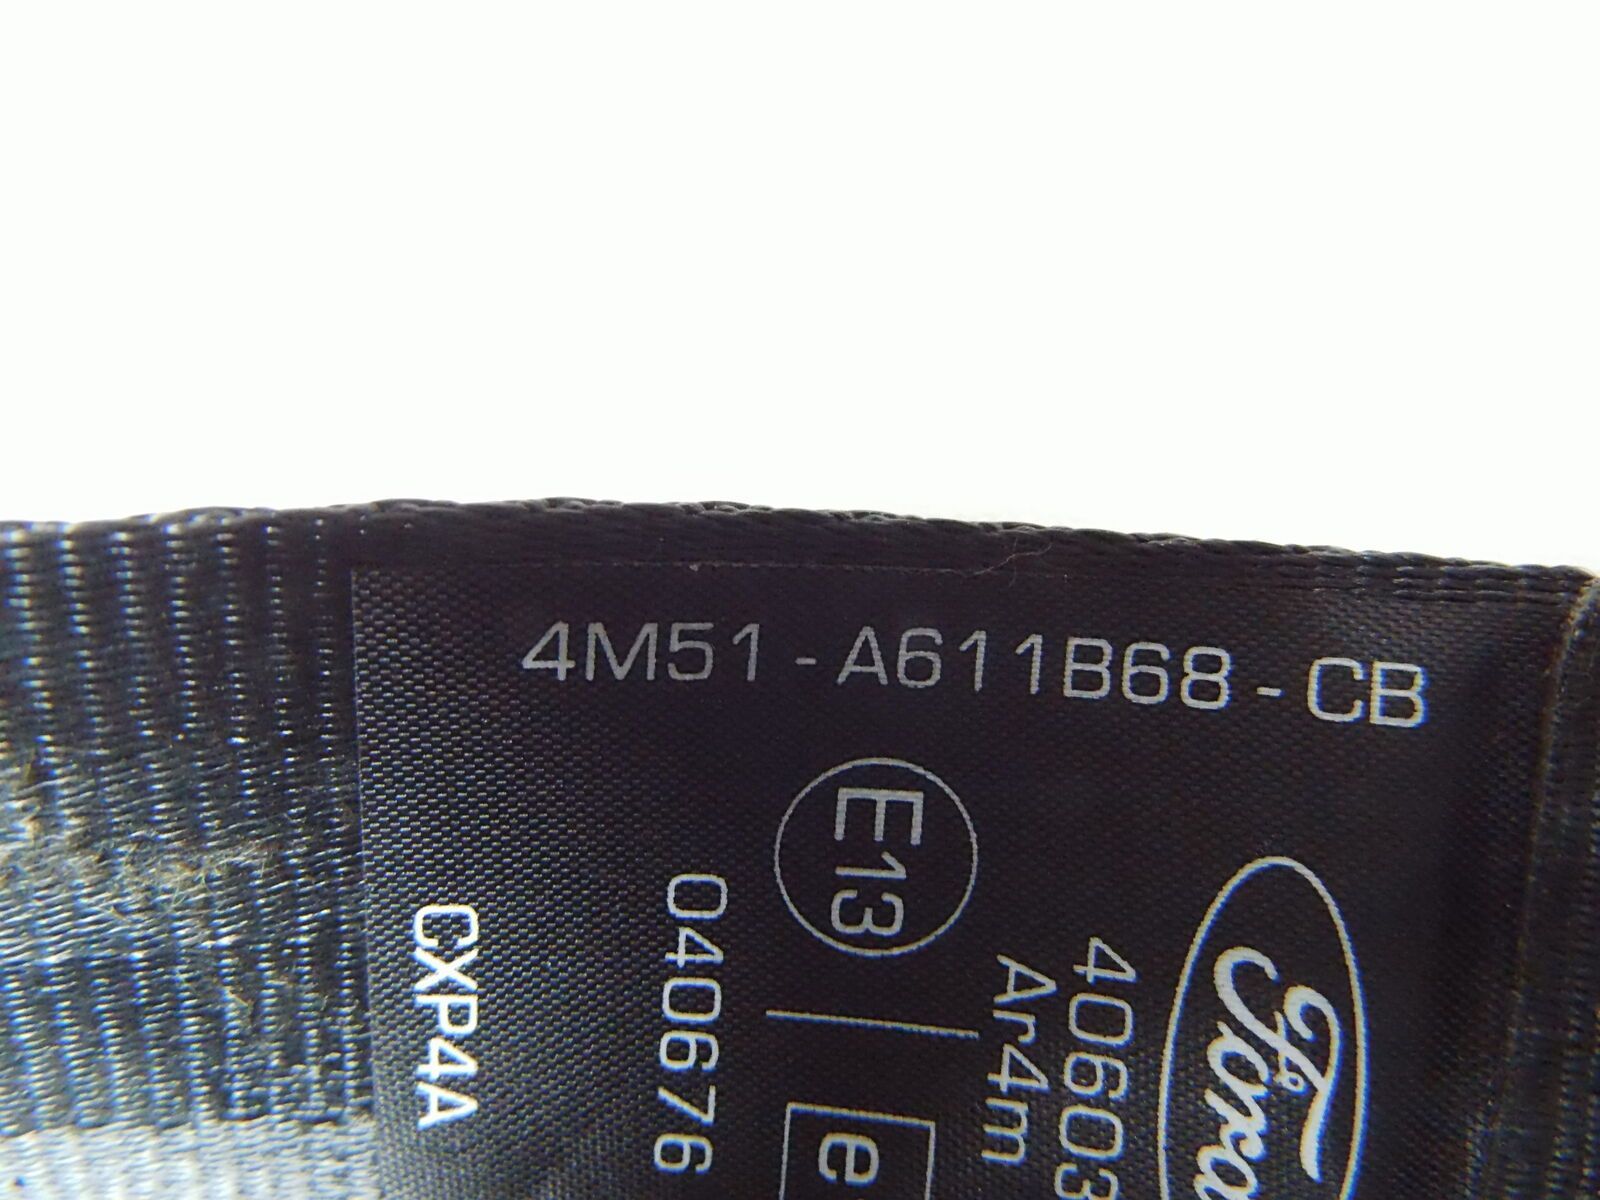 4M51-A611B68-CB
Ford
40603
Ar4m
E13
e
040676
CXP4A